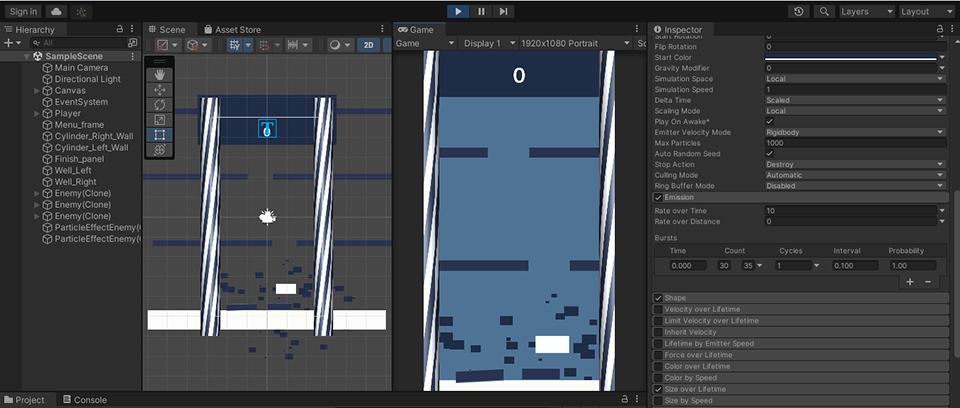 Sign in
Layers
Layout
Hierarchy
All
SampleScene
Main Camera
Directional Light
Canvas
EventSystem
Player
Menu_frame
Cylinder_Right_Wall
Cylinder_Left_Wall
Finish_panel
Well_Left
Well_Right
Enemy(Clone)
Enemy(Clone)
Enemy(Clone)
ParticleEffectEnemy(
ParticleEffectEnemy(
Scene
Asset Store
2D
T
0
Game
Game
Display 1
1920x1080 Portrait
Sc
0
Inspector
Start Rotation 0
Flip Rotation 0
Start Color
Gravity Modifier 0
Simulation Space Local
Simulation Speed 1
Delta Time Scaled
Scaling Mode Local
Play On Awake*
Emitter Velocity Mode Rigidbody
Max Particles 1000
Auto Random Seed
Stop Action Destroy
Culling Mode Automatic
Ring Buffer Mode Disabled
Emission
Rate over Time 10
Rate over Distance 0
Bursts
Time Count Cycles Interval Probability
0.000 30 35 1 0.100 1.00
Shape
Velocity over Lifetime
Limit Velocity over Lifetime
Inherit Velocity
Lifetime by Emitter Speed
Force over Lifetime
Color over Lifetime
Color by Speed
Size over Lifetime
Size by Speed
Project
Console